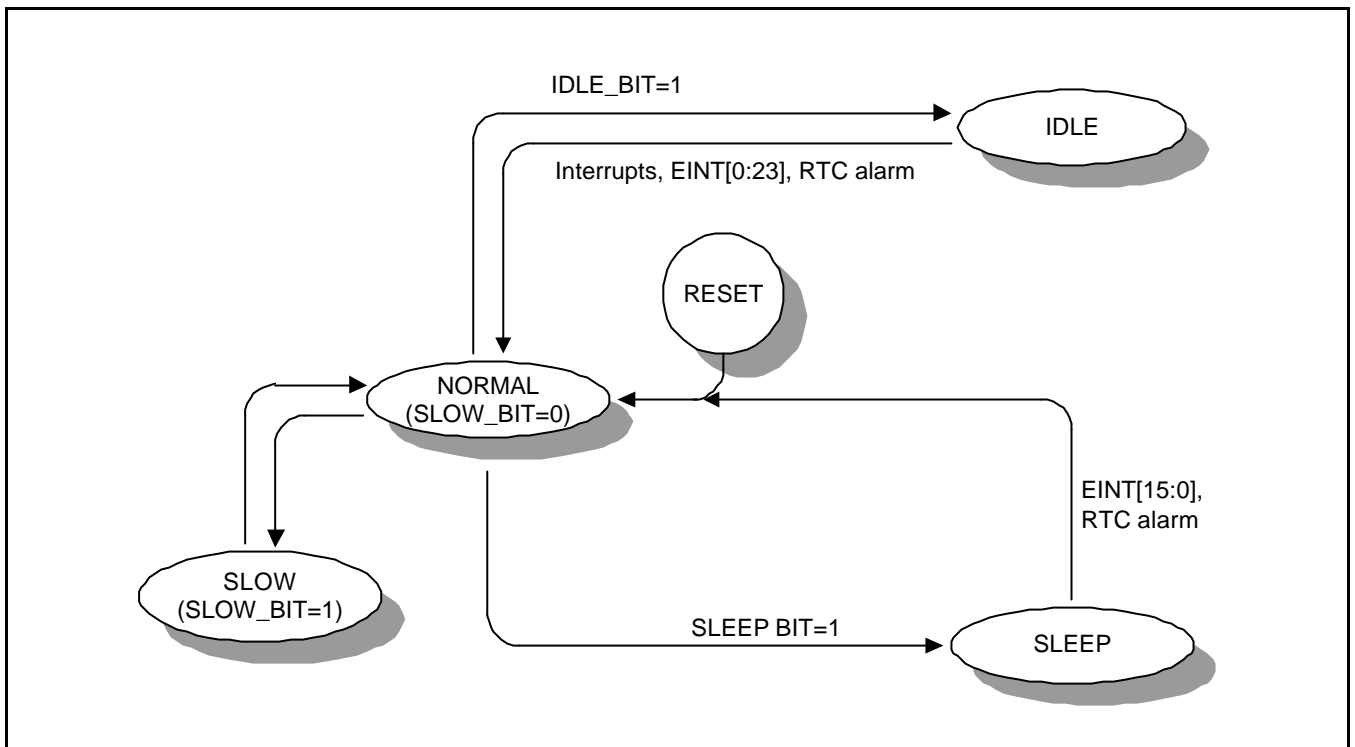 IDLE_BIT=1
IDLE
Interrupts, EINT[0:23], RTC alarm
RESET
NORMAL
(SLOW_BIT=0)
EINT[15:0],
RTC alarm
SLOW
(SLOW_BIT=1)
SLEEP BIT=1
SLEEP